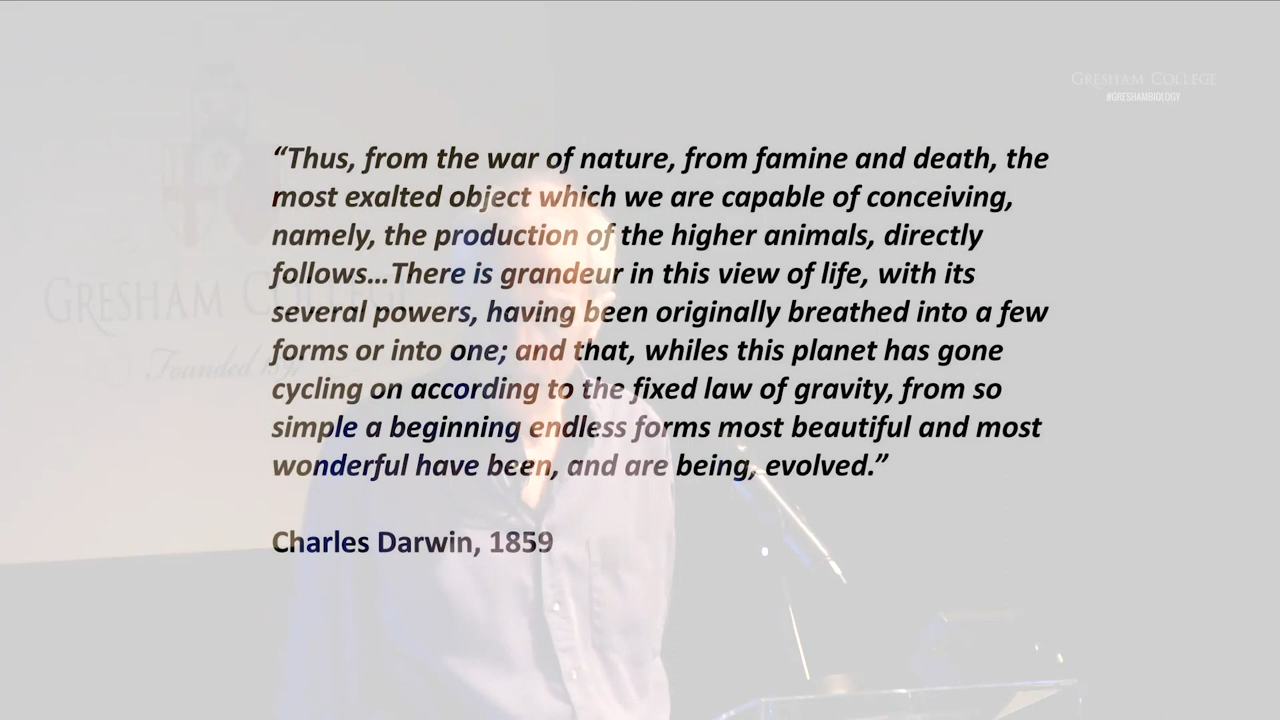 GRESHAM COLLEGE
#GRESHAMBIOLOGY
“Thus, from the war of nature, from famine and death, the
most exalted object which we are capable of conceiving,
namely, the production of the higher animals, directly
follows…There is grandeur in this view of life, with its
several powers, having been originally breathed into a few
forms or into one; and that, whiles this planet has gone
cycling on according to the fixed law of gravity, from so
simple a beginning endless forms most beautiful and most
wonderful have been, and are being, evolved.”
Charles Darwin, 1859
GRESHAM COLLEGE
Founded